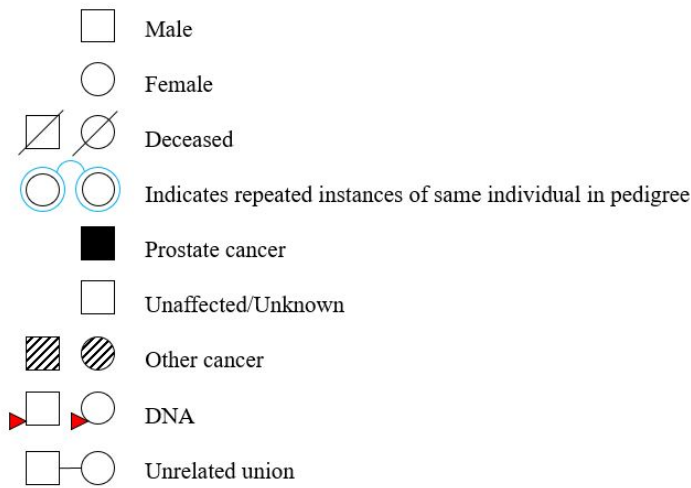 Male
Female
Deceased
Indicates repeated instances of same individual in pedigree
Prostate cancer
Unaffected/Unknown
Other cancer
DNA
Unrelated union